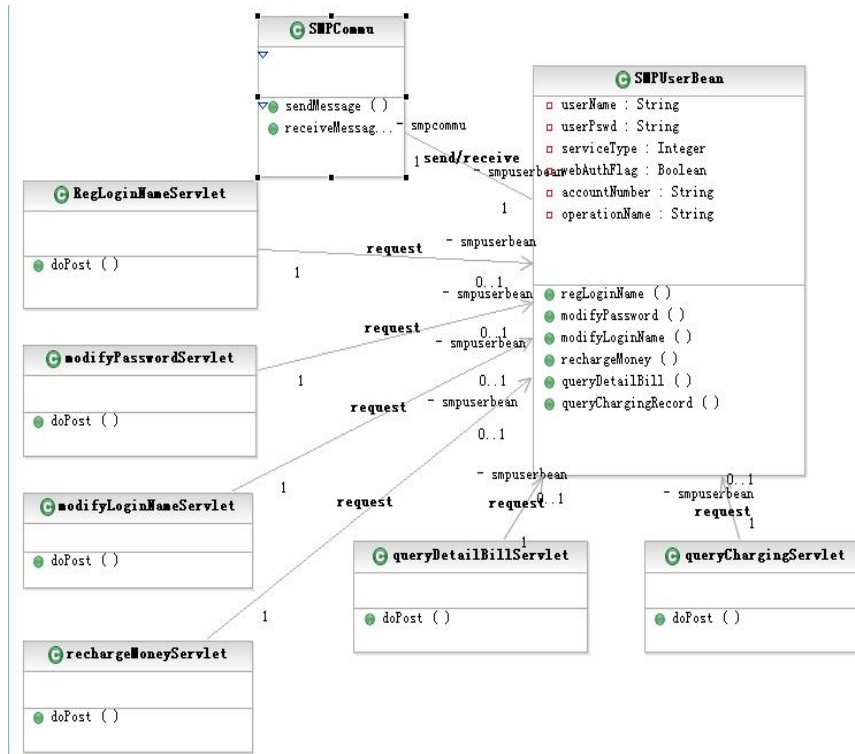 SMPCommu
sendMessage ( )
receiveMessag...
- smpcommu
1
send/receive
- smpuserbean
1
SMPUserBean
userName : String
userPswd : String
serviceType : Integer
webAuthFlag : Boolean
accountNumber : String
operationName : String
regLoginName ( )
modifyPassword ( )
modifyLoginName ( )
rechargeMoney ( )
queryDetailBill ( )
queryChargingRecord ( )
RegLoginNameServlet
doPost ( )
1
request
- smpuserbean
0..1
modifyPasswordServlet
doPost ( )
1
request
- smpuserbean
0..1
modifyLoginNameServlet
doPost ( )
1
request
- smpuserbean
0..1
rechargeMoneyServlet
doPost ( )
1
request
- smpuserbean
0..1
queryDetailBillServlet
doPost ( )
1
request
- smpuserbean
0..1
queryChargingServlet
doPost ( )
1
request
- smpuserbean
0..1